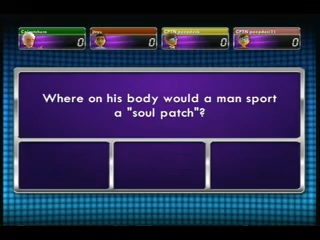 0 0 0 0
Where on his body would a man sport
a "soul patch"?